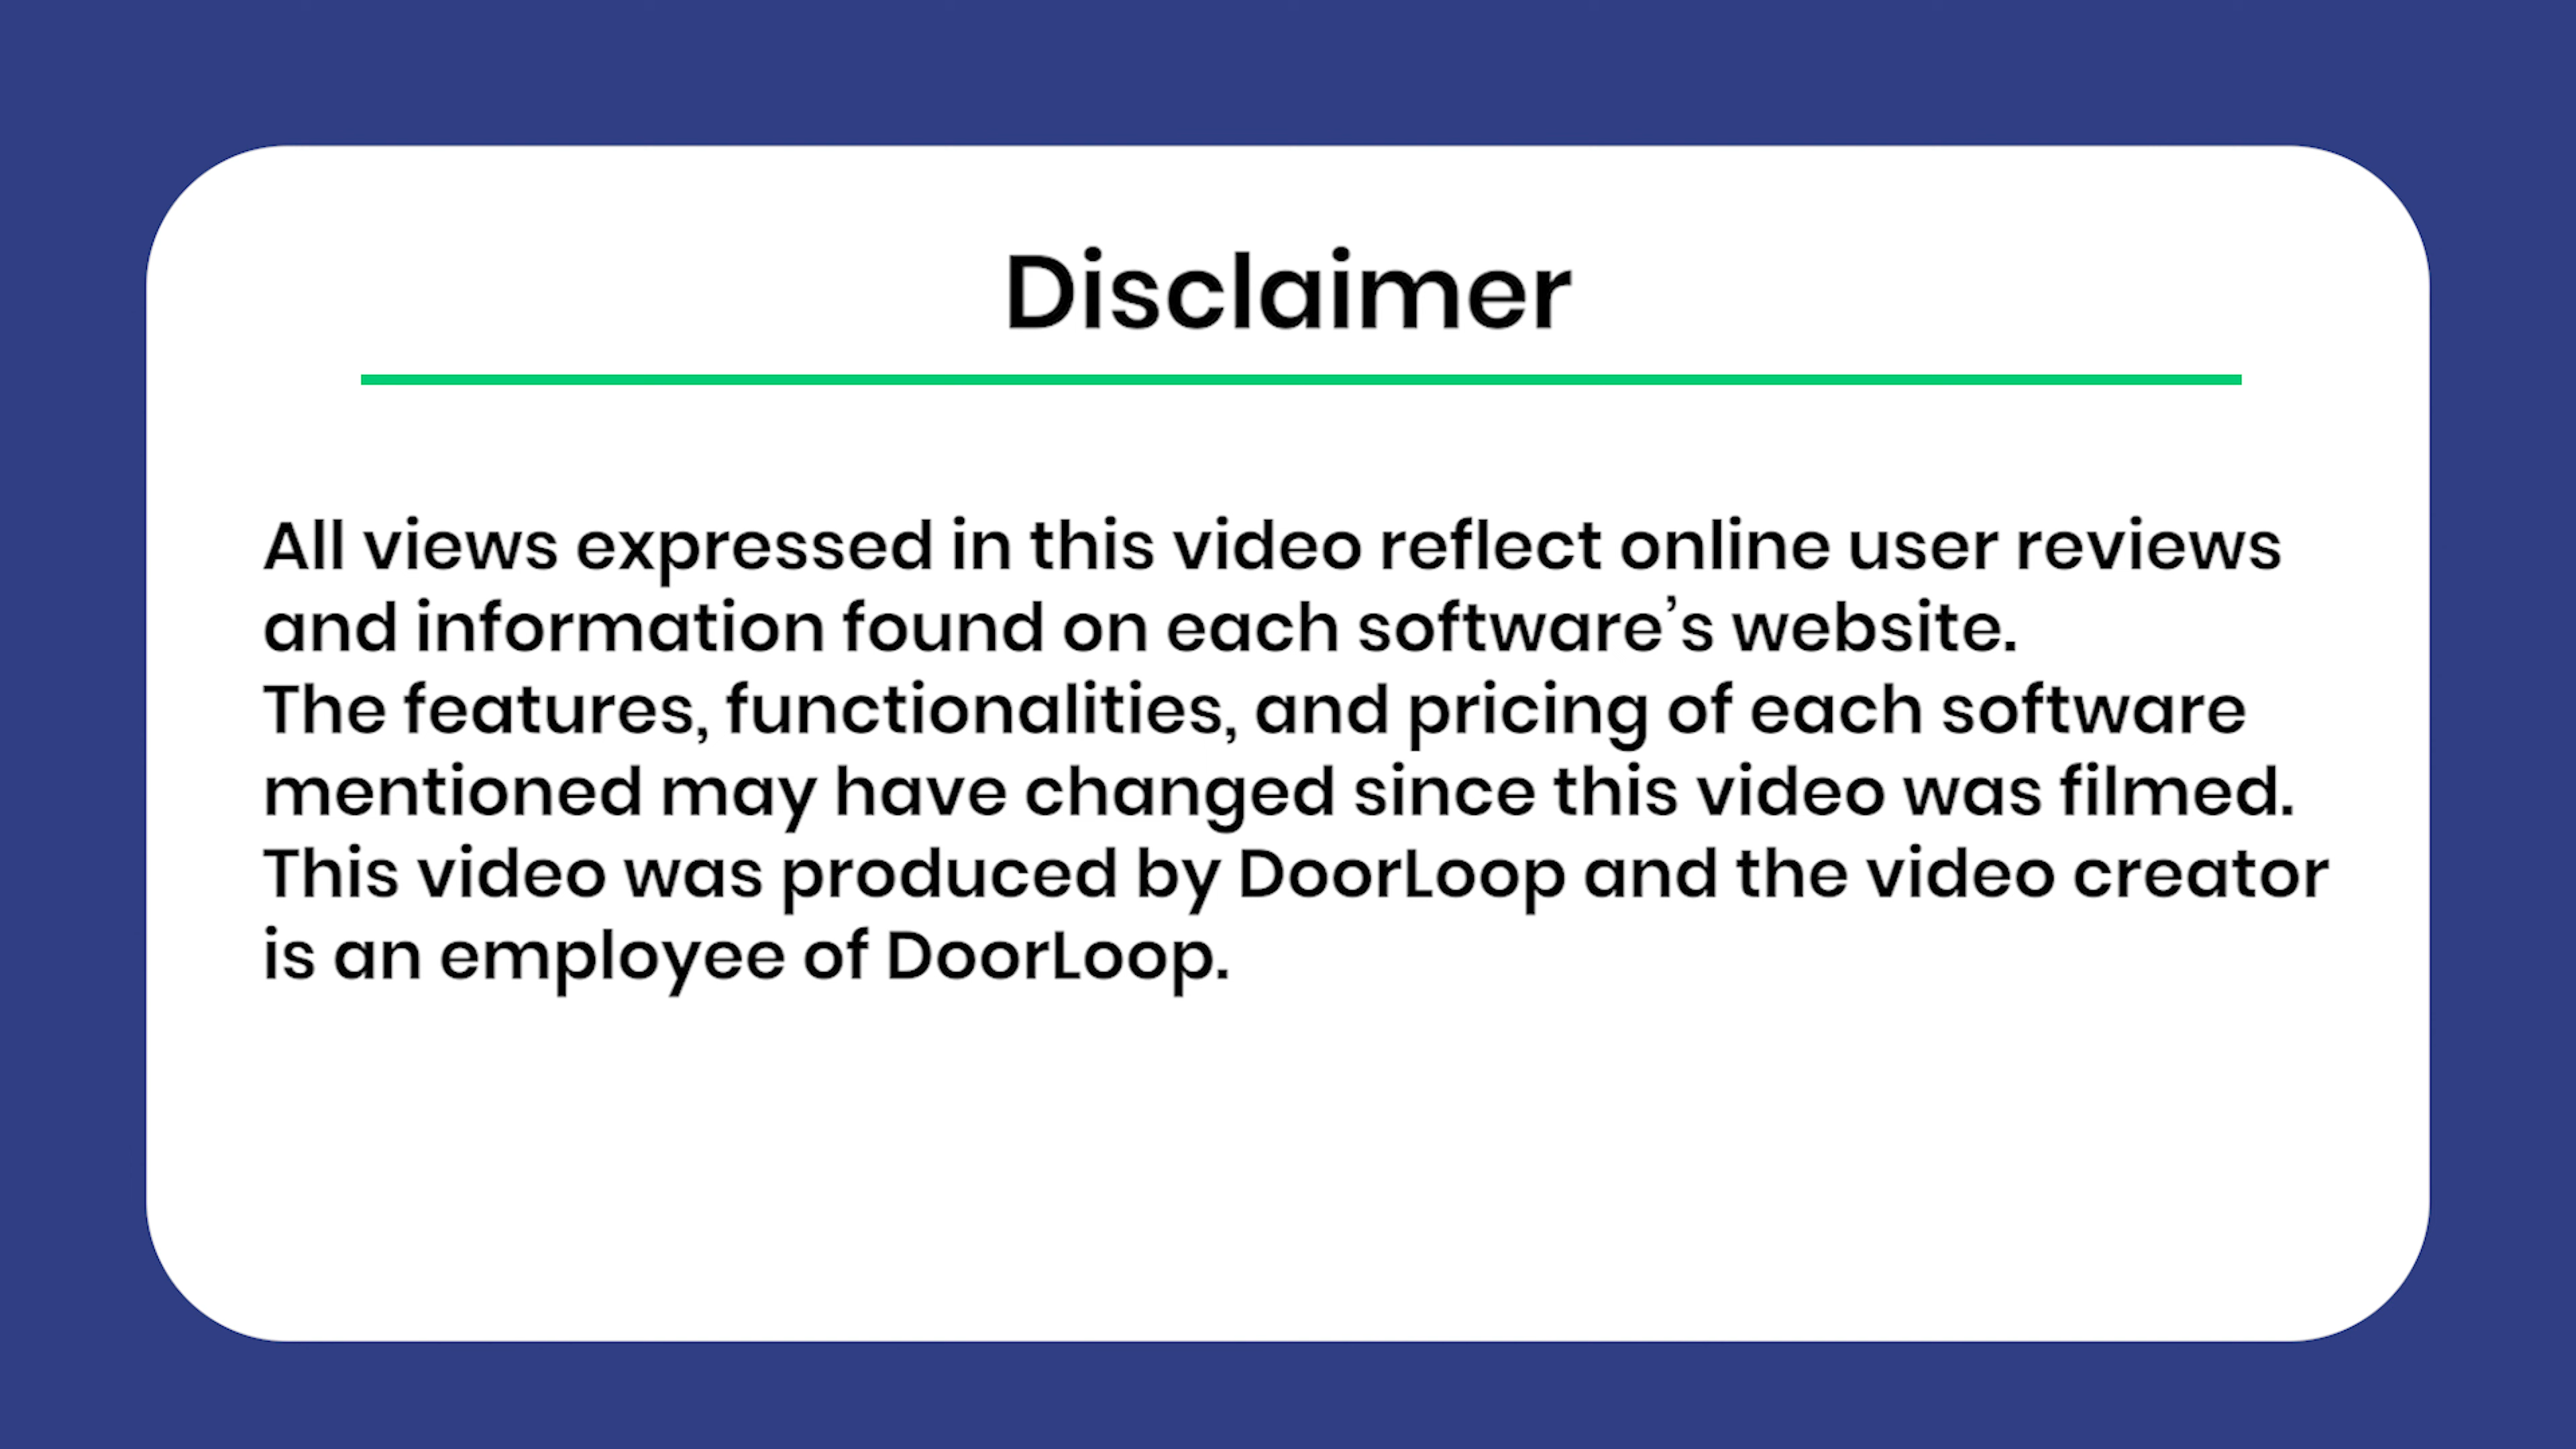 Disclaimer
All views expressed in this video reflect online user reviews
and information found on each software’s website.
The features, functionalities, and pricing of each software
mentioned may have changed since this video was filmed.
This video was produced by DoorLoop and the video creator
is an employee of DoorLoop.